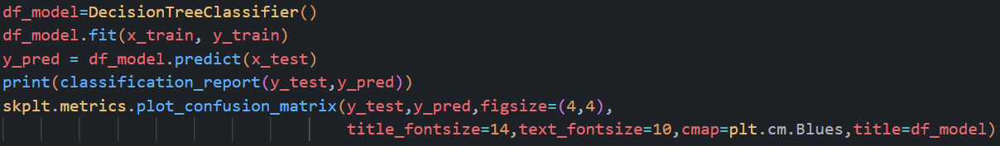 df_model=DecisionTreeClassifier()
df_model.fit(x_train, y_train)
y_pred = df_model.predict(x_test)
print(classification_report(y_test,y_pred))
skplt.metrics.plot_confusion_matrix(y_test,y_pred,figsize=(4,4),
title_fontsize=14,text_fontsize=10,cmap=plt.cm.Blues,title=df_model)